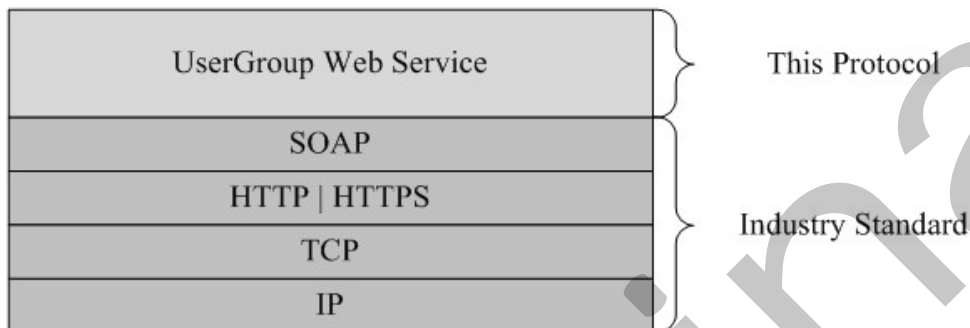 UserGroup Web Service
This Protocol
SOAP
HTTP | HTTPS
TCP
IP
Industry Standard